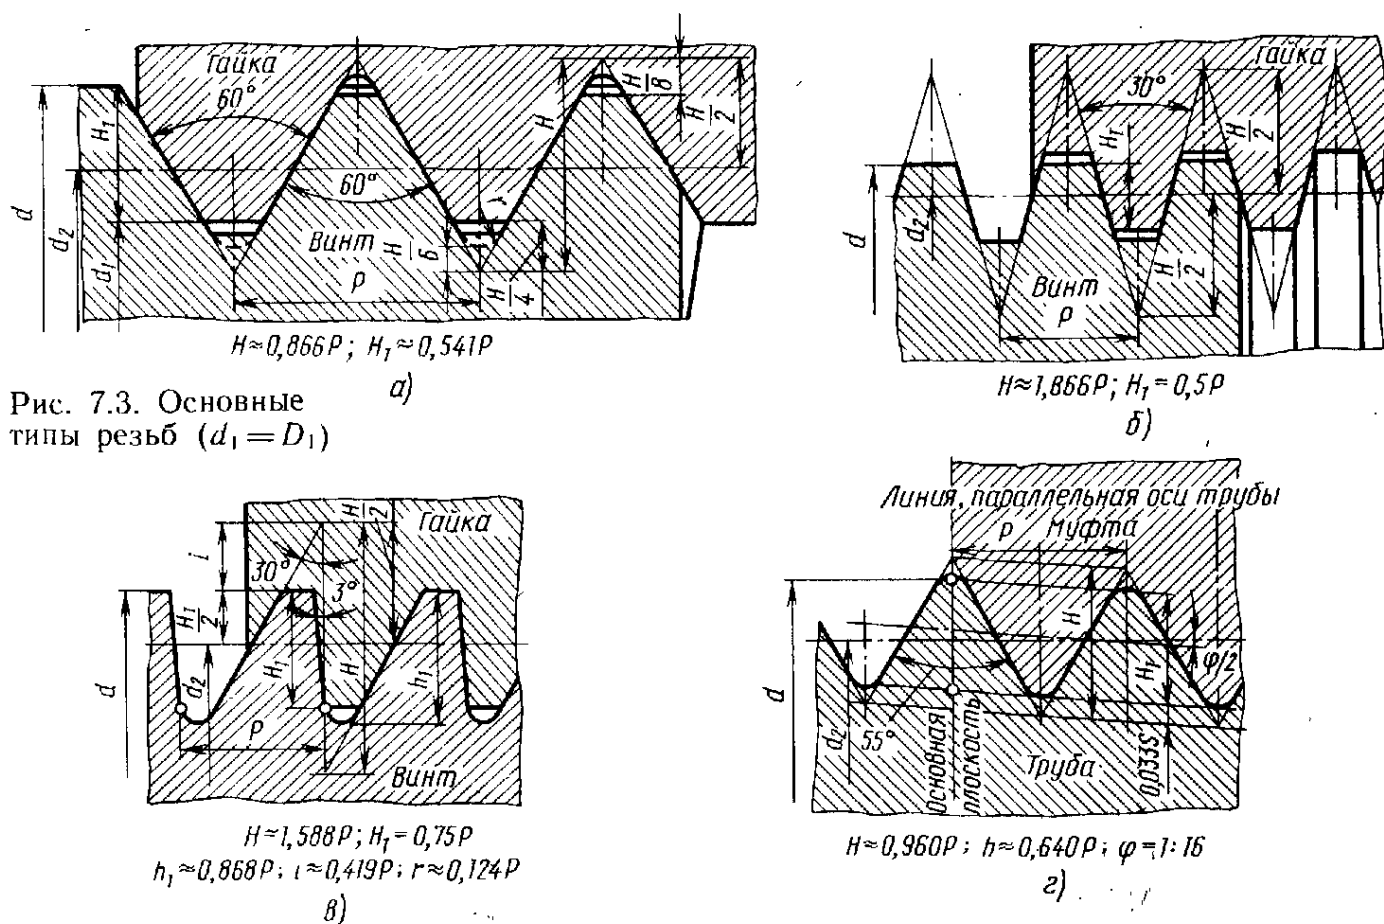 Гайка
60°
60°
Винт
P
H
H/8
H/2
H₁
d
d₂
d₁
H/6
H/4
H≈0,866P; H₁≈0,541P
а)
Гайка
30°
H₁
H/2
d
d₂
H/2
Винт
P
H≈1,866P; H₁=0,5P
б)
Рис. 7.3. Основные
типы резьб (d₁=D₁)
H/2
Гайка
i
30°
3°
H₁/2
d
d₂
H₁
H
h₁
P
Винт
H≈1,588P; H₁=0,75P
h₁≈0,868P; i≈0,419P; r≈0,124P
в)
Линия, параллельная оси трубы
P
Муфта
H
H₁
φ/2
d
d₂
55°
Основная
плоскость
Труба
H≈0,960P; h≈0,640P; φ=1:16
г)